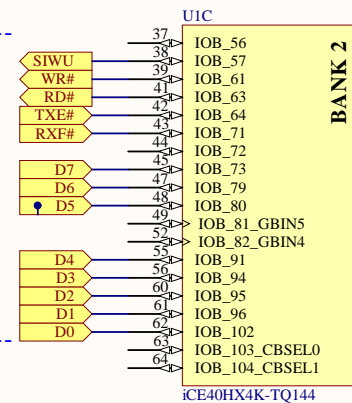 U1C
37 IOB_56
SIWU 38 IOB_57
WR# 39 IOB_61
RD# 41 IOB_63
TXE# 42 IOB_64
RXF# 43 IOB_71
44 IOB_72
D7 45 IOB_73
D6 47 IOB_79
D5 48 IOB_80
49 IOB_81_GBIN5
52 IOB_82_GBIN4
D4 55 IOB_91
D3 56 IOB_94
D2 60 IOB_95
D1 61 IOB_96
D0 62 IOB_102
63 IOB_103_CBSEL0
64 IOB_104_CBSEL1
BANK 2
iCE40HX4K-TQ144